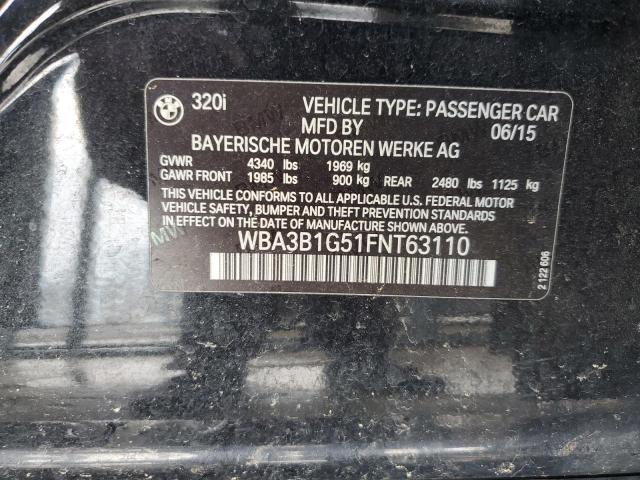 320i VEHICLE TYPE: PASSENGER CAR
MFD BY 06/15
BAYERISCHE MOTOREN WERKE AG
GVWR 4340 lbs 1969 kg
GAWR FRONT 1985 lbs 900 kg REAR 2480 lbs 1125 kg
THIS VEHICLE CONFORMS TO ALL APPLICABLE U.S. FEDERAL MOTOR
VEHICLE SAFETY, BUMPER AND THEFT PREVENTION STANDARDS
IN EFFECT ON THE DATE OF MANUFACTURE SHOWN ABOVE.
WBA3B1G51FNT63110
2 122 606